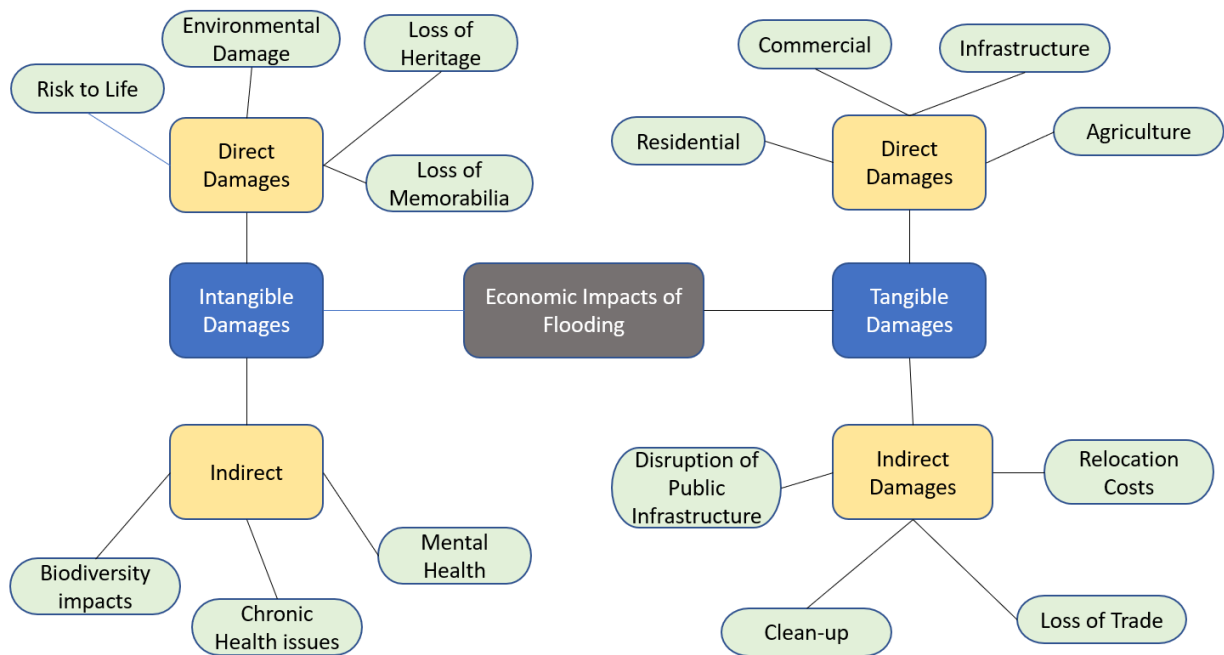 Environmental
Damage
Loss of
Heritage
Risk to Life
Direct
Damages
Loss of
Memorabilia
Commercial
Infrastructure
Residential
Direct
Damages
Agriculture
Intangible
Damages
Economic Impacts of
Flooding
Tangible
Damages
Indirect
Biodiversity
impacts
Chronic
Health issues
Mental
Health
Disruption of
Public
Infrastructure
Indirect
Damages
Relocation
Costs
Clean-up
Loss of Trade